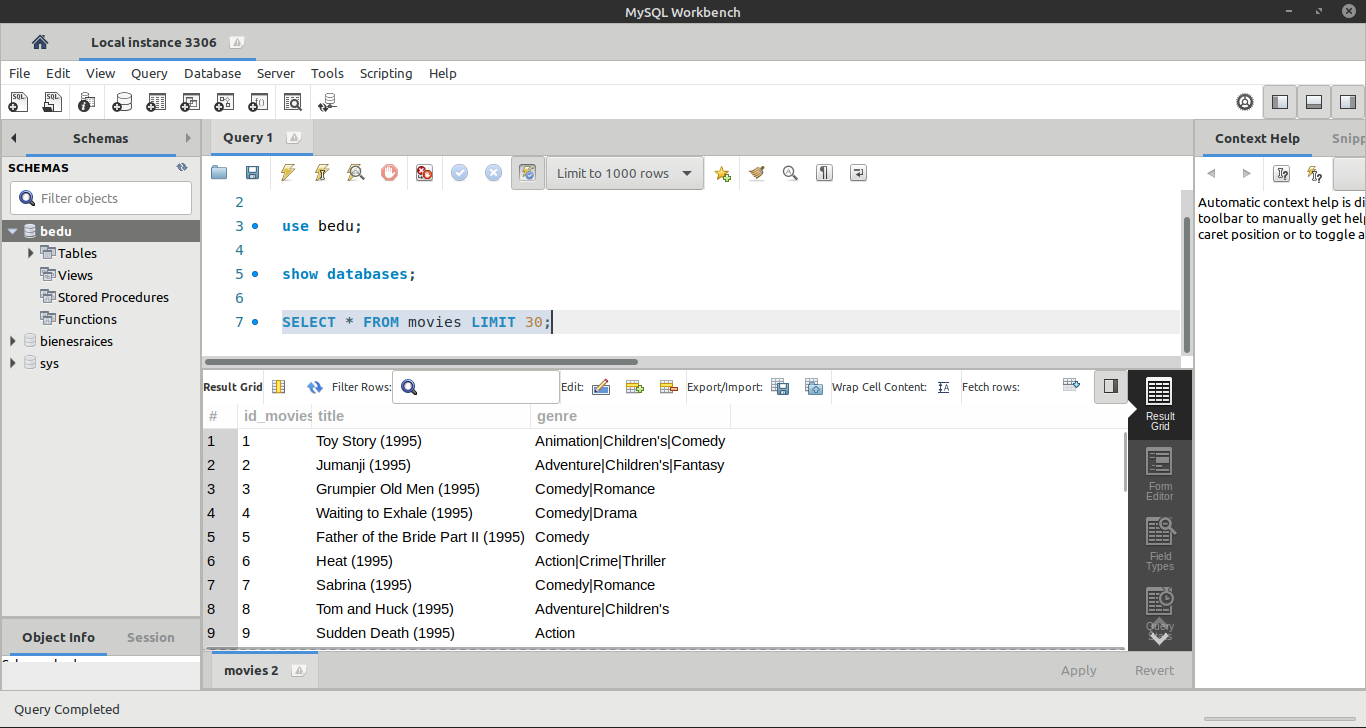 MySQL Workbench
Local instance 3306
File Edit View Query Database Server Tools Scripting Help
Schemas
SCHEMAS
Filter objects
bedu
Tables
Views
Stored Procedures
Functions
bienesraices
sys
Object Info Session
Query 1
Limit to 1000 rows
2
3 use bedu;
4
5 show databases;
6
7 SELECT * FROM movies LIMIT 30;
Result Grid Filter Rows: Edit: Export/Import: Wrap Cell Content: Fetch rows:
# id_movies title genre
1 1 Toy Story (1995) Animation|Children's|Comedy
2 2 Jumanji (1995) Adventure|Children's|Fantasy
3 3 Grumpier Old Men (1995) Comedy|Romance
4 4 Waiting to Exhale (1995) Comedy|Drama
5 5 Father of the Bride Part II (1995) Comedy
6 6 Heat (1995) Action|Crime|Thriller
7 7 Sabrina (1995) Comedy|Romance
8 8 Tom and Huck (1995) Adventure|Children's
9 9 Sudden Death (1995) Action
Result
Grid
Form
Editor
Field
Types
Query
movies 2
Apply Revert
Context Help Snipp
Automatic context help is di
toolbar to manually get help
caret position or to toggle a
Query Completed